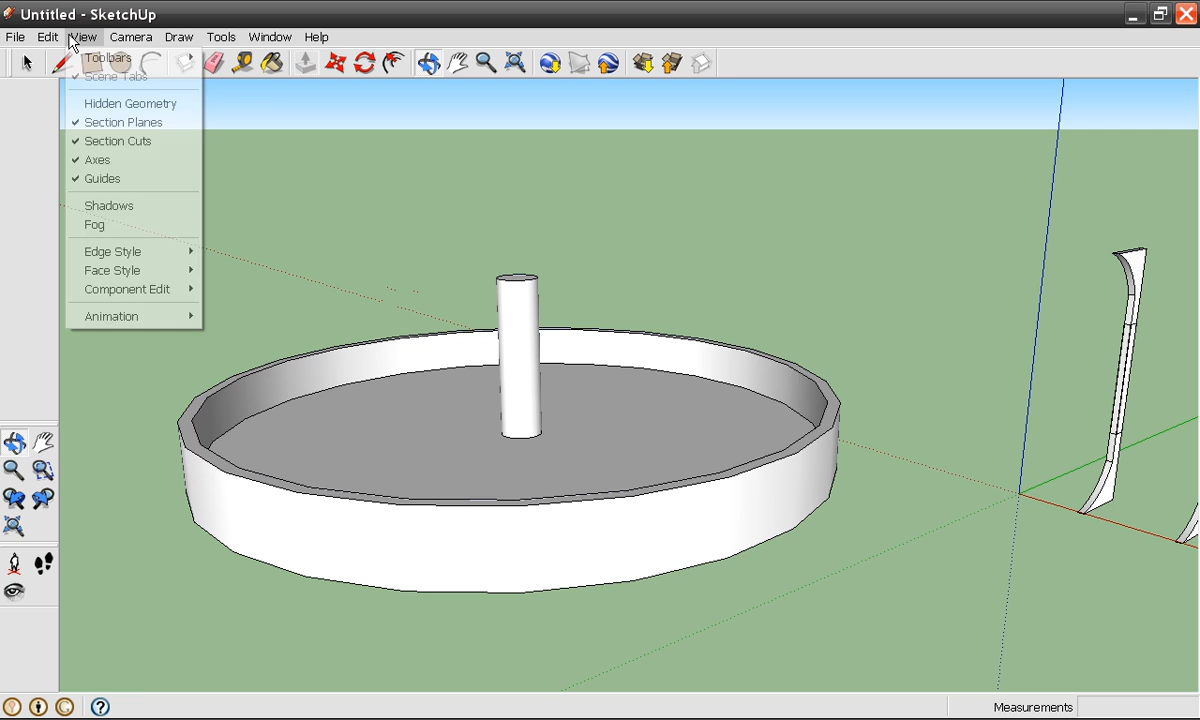 Untitled - SketchUp
File Edit View Camera Draw Tools Window Help
Toolbars
Scene Tabs
Hidden Geometry
Section Planes
Section Cuts
Axes
Guides
Shadows
Fog
Edge Style
Face Style
Component Edit
Animation
Measurements